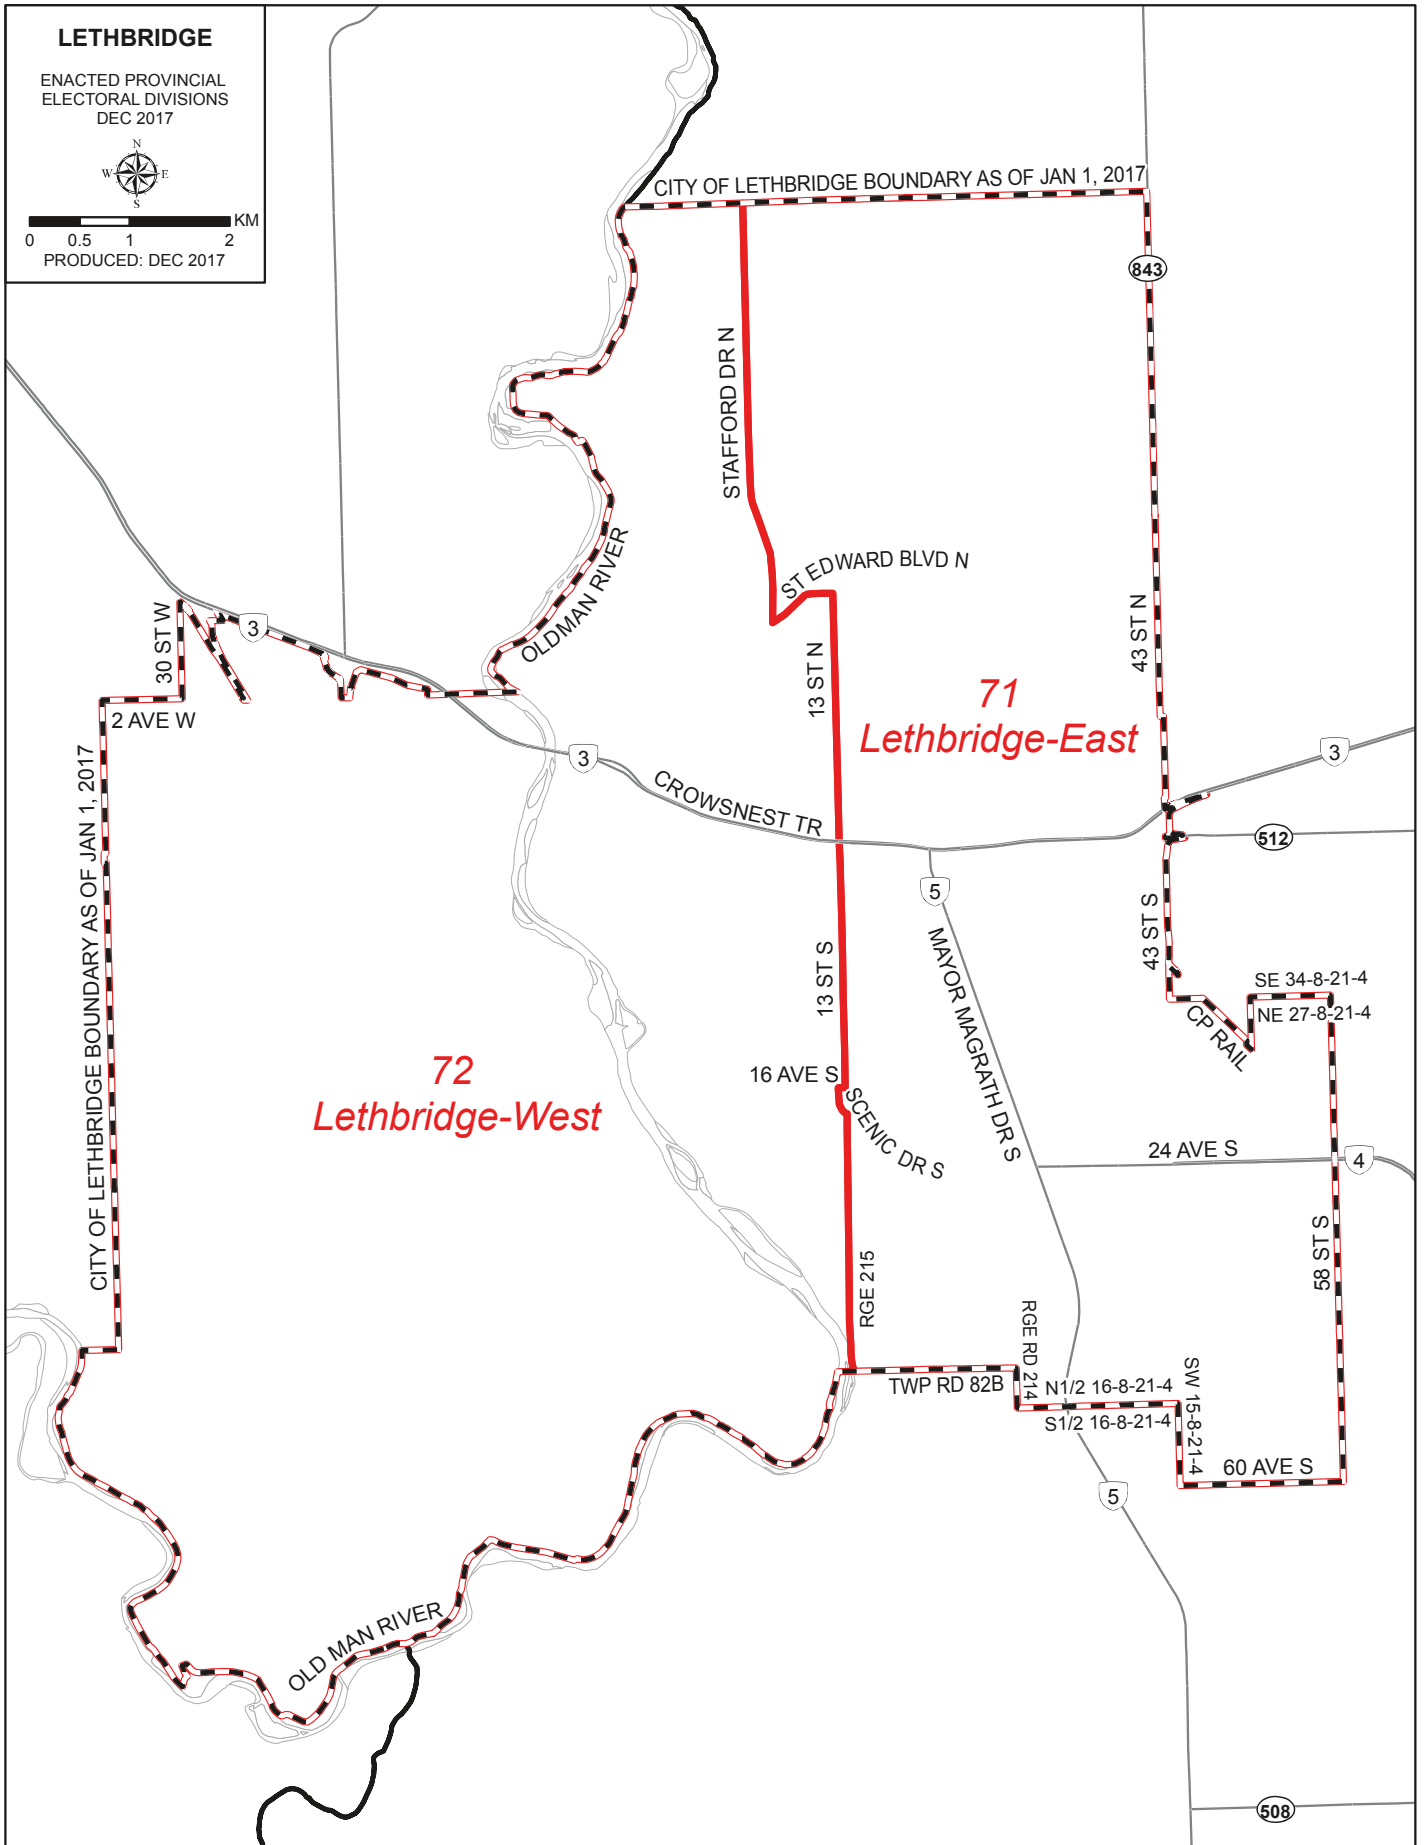 LETHBRIDGE
ENACTED PROVINCIAL
ELECTORAL DIVISIONS
DEC 2017
N
W E
S
KM
0 0.5 1 2
PRODUCED: DEC 2017
CITY OF LETHBRIDGE BOUNDARY AS OF JAN 1, 2017
843
STAFFORD DR N
ST EDWARD BLVD N
OLDMAN RIVER
30 ST W
3
2 AVE W
13 ST N
43 ST N
71
Lethbridge-East
3
3
CROWSNEST TR
512
5
CITY OF LETHBRIDGE BOUNDARY AS OF JAN 1, 2017
13 ST S
MAYOR MAGRATH DR S
43 ST S
SE 34-8-21-4
NE 27-8-21-4
CP RAIL
72
Lethbridge-West
16 AVE S
SCENIC DR S
24 AVE S
4
58 ST S
RGE 215
RGE RD 214
TWP RD 82B
N1/2 16-8-21-4
S1/2 16-8-21-4
SW 15-8-21-4
60 AVE S
5
OLD MAN RIVER
508